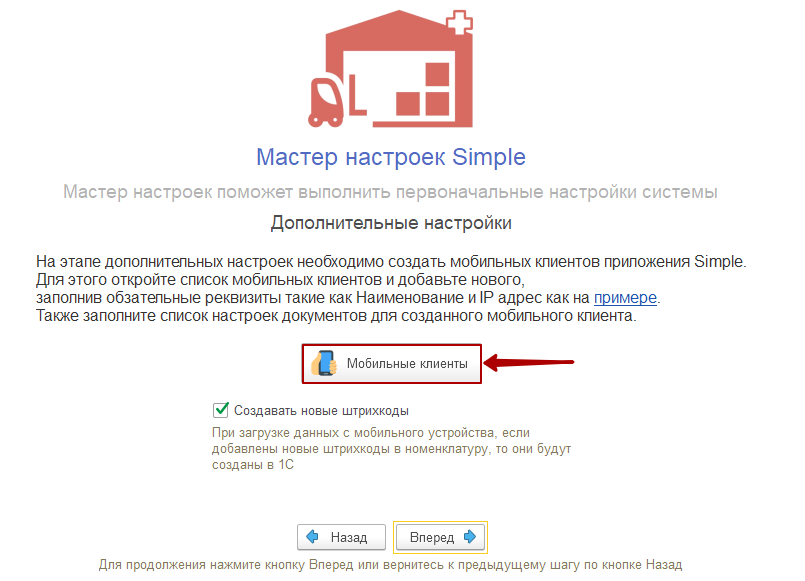 Мастер настроек Simple
Мастер настроек поможет выполнить первоначальные настройки системы
Дополнительные настройки
На этапе дополнительных настроек необходимо создать мобильных клиентов приложения Simple.
Для этого откройте список мобильных клиентов и добавьте нового,
заполнив обзательные реквизиты такие как Наименование и IP адрес как на примере.
Также заполните список настроек документов для созданного мобильного клиента.
Мобильные клиенты
Создавать новые штрихкоды
При загрузке данных с мобильного устройства, если
добавлены новые штрихкоды в номенклатуру, то они будут
созданы в 1С
Назад
Вперед
Для продолжения нажмите кнопку Вперед или вернитесь к предыдущему шагу по кнопке Назад